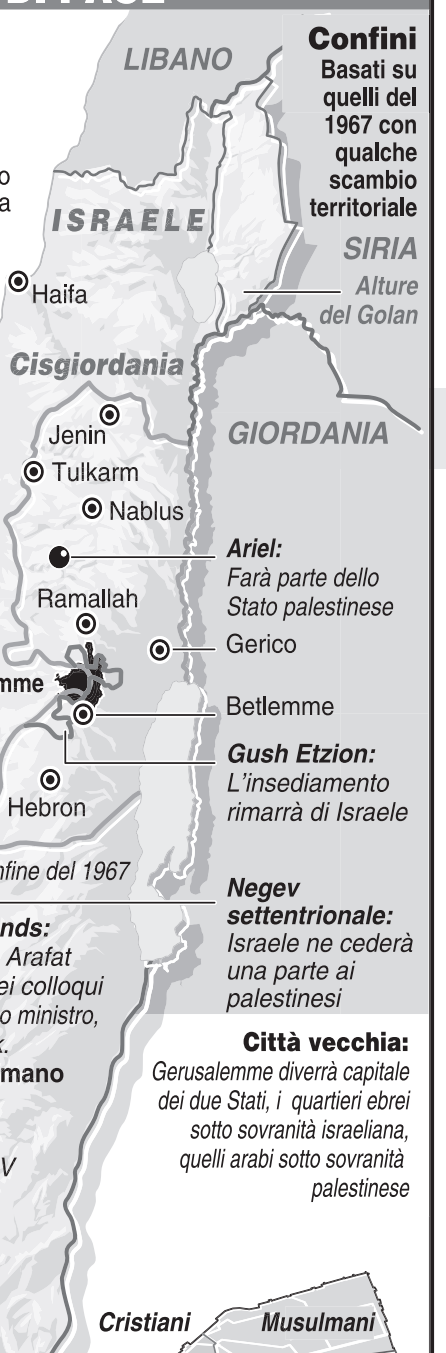 DI PACE
Confini
Basati su
quelli del
1967 con
qualche
scambio
territoriale
LIBANO
ISRAELE
SIRIA
Alture
del Golan
Haifa
Cisgiordania
GIORDANIA
Jenin
Tulkarm
Nablus
Ariel:
Farà parte dello
Stato palestinese
Ramallah
Gerico
mme
Betlemme
Gush Etzion:
L'insediamento
rimarrà di Israele
Hebron
nfine del 1967
Negev
settentrionale:
Israele ne cederà
una parte ai
palestinesi
nds:
Arafat
ei colloqui
o ministro,
mano
Città vecchia:
Gerusalemme diverrà capitale
dei due Stati, i quartieri ebrei
sotto sovranità israeliana,
quelli arabi sotto sovranità
palestinese
V
Cristiani
Musulmani